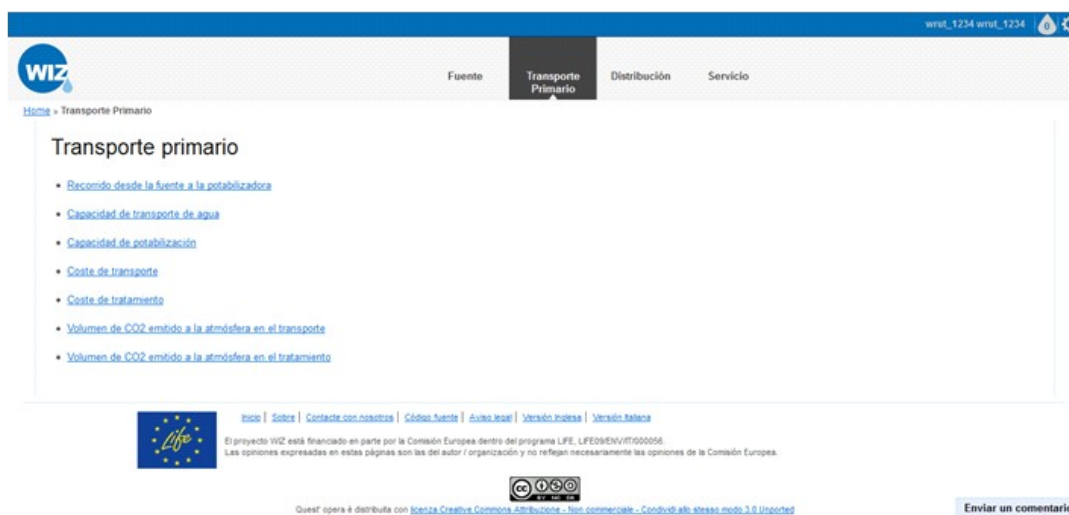 wrut_1234 wrut_1234
0
WIZ
Fuente
Transporte
Primario
Distribución
Servicio
Home » Transporte Primario
Transporte primario
Recorrido desde la fuente a la potabilizadora
Capacidad de transporte de agua
Capacidad de potabilización
Coste de transporte
Coste de tratamiento
Volumen de CO2 emitido a la atmósfera en el transporte
Volumen de CO2 emitido a la atmósfera en el tratamiento
Life
Inicio | Sobre | Contacte con nosotros | Código fuente | Aviso legal | Versión Inglesa | Versión Italiana
El proyecto WIZ está financiado en parte por la Comisión Europea dentro del programa LIFE, LIFE09/ENV/IT/000056.
Las opiniones expresadas en estas páginas son las del autor / organización y no reflejan necesariamente las opiniones de la Comisión Europea.
cc
BY NC SA
Quest' opera è distribuita con licenza Creative Commons Attribuzione - Non commerciale - Condividi allo stesso modo 3.0 Unported
Enviar un comentario